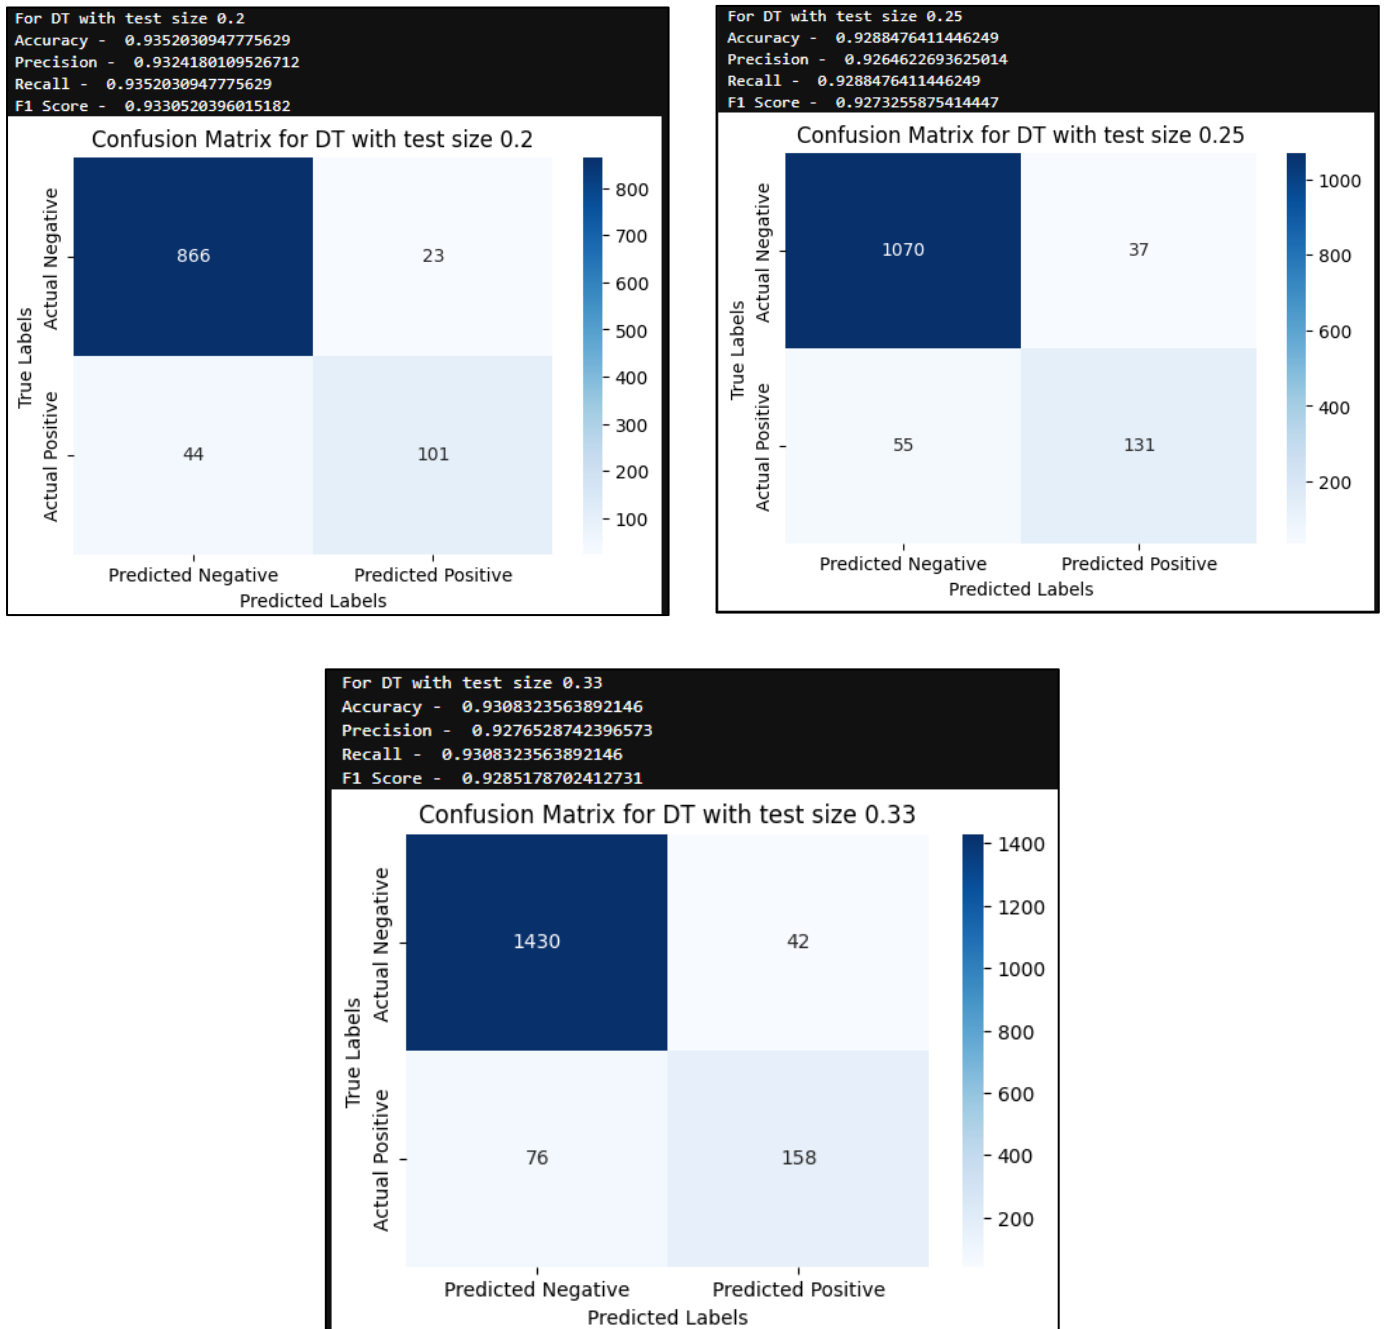 For DT with test size 0.2
Accuracy - 0.9352030947775629
Precision - 0.9324180109526712
Recall - 0.9352030947775629
F1 Score - 0.9330520396015182
Confusion Matrix for DT with test size 0.2
True Labels
Actual Negative
Actual Positive
866 23
44 101
800
700
600
500
400
300
200
100
Predicted Negative Predicted Positive
Predicted Labels
For DT with test size 0.25
Accuracy - 0.9288476411446249
Precision - 0.9264622693625014
Recall - 0.9288476411446249
F1 Score - 0.9273255875414447
Confusion Matrix for DT with test size 0.25
True Labels
Actual Negative
Actual Positive
1070 37
55 131
1000
800
600
400
200
Predicted Negative Predicted Positive
Predicted Labels
For DT with test size 0.33
Accuracy - 0.9308323563892146
Precision - 0.9276528742396573
Recall - 0.9308323563892146
F1 Score - 0.9285178702412731
Confusion Matrix for DT with test size 0.33
True Labels
Actual Negative
Actual Positive
1430 42
76 158
1400
1200
1000
800
600
400
200
Predicted Negative Predicted Positive
Predicted Labels